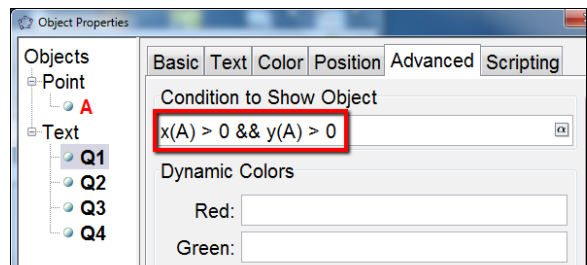 Object Properties
Objects
Point
A
Text
Q1
Q2
Q3
Q4
Basic Text Color Position Advanced Scripting
Condition to Show Object
x(A) > 0 && y(A) > 0 α
Dynamic Colors
Red:
Green: